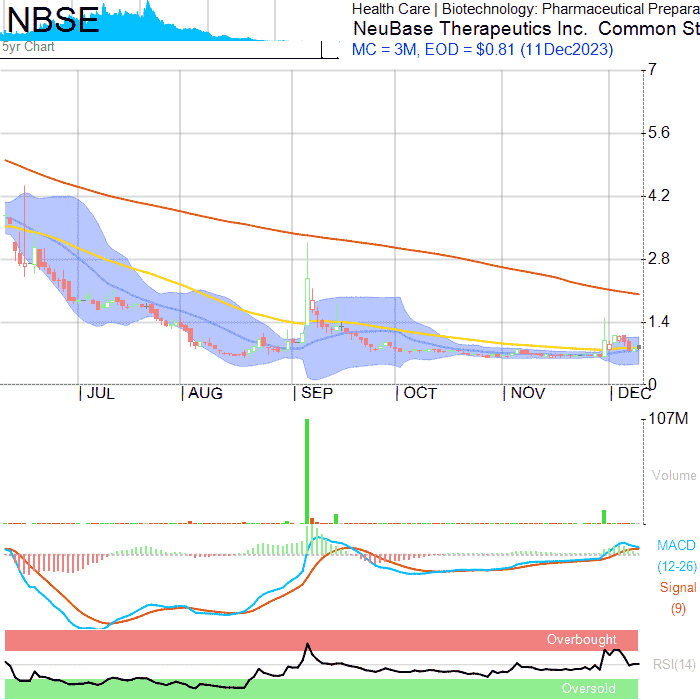 NBSE
5yr Chart
Health Care | Biotechnology: Pharmaceutical Prepara
NeuBase Therapeutics Inc. Common St
MC = 3M, EOD = $0.81 (11Dec2023)
7
5.6
4.2
2.8
1.4
0
JUL
AUG
SEP
OCT
NOV
DEC
107M
Volume
MACD
(12-26)
Signal
(9)
Overbought
RSI(14)
Oversold